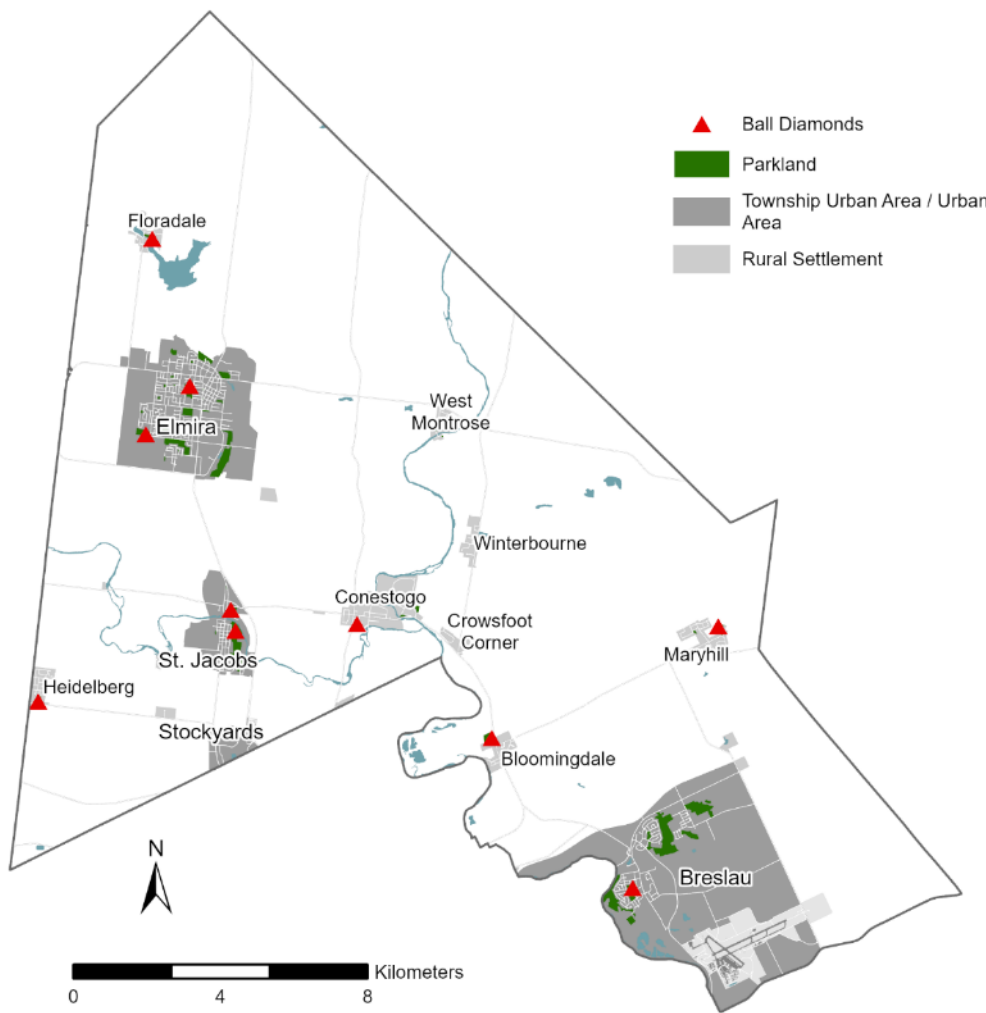 Ball Diamonds
Parkland
Township Urban Area / Urban
Area
Rural Settlement
Floradale
Elmira
West
Montrose
Winterbourne
Conestogo
Crowsfoot
Corner
Maryhill
St. Jacobs
Heidelberg
Stockyards
Bloomingdale
Breslau
N
Kilometers
0 4 8